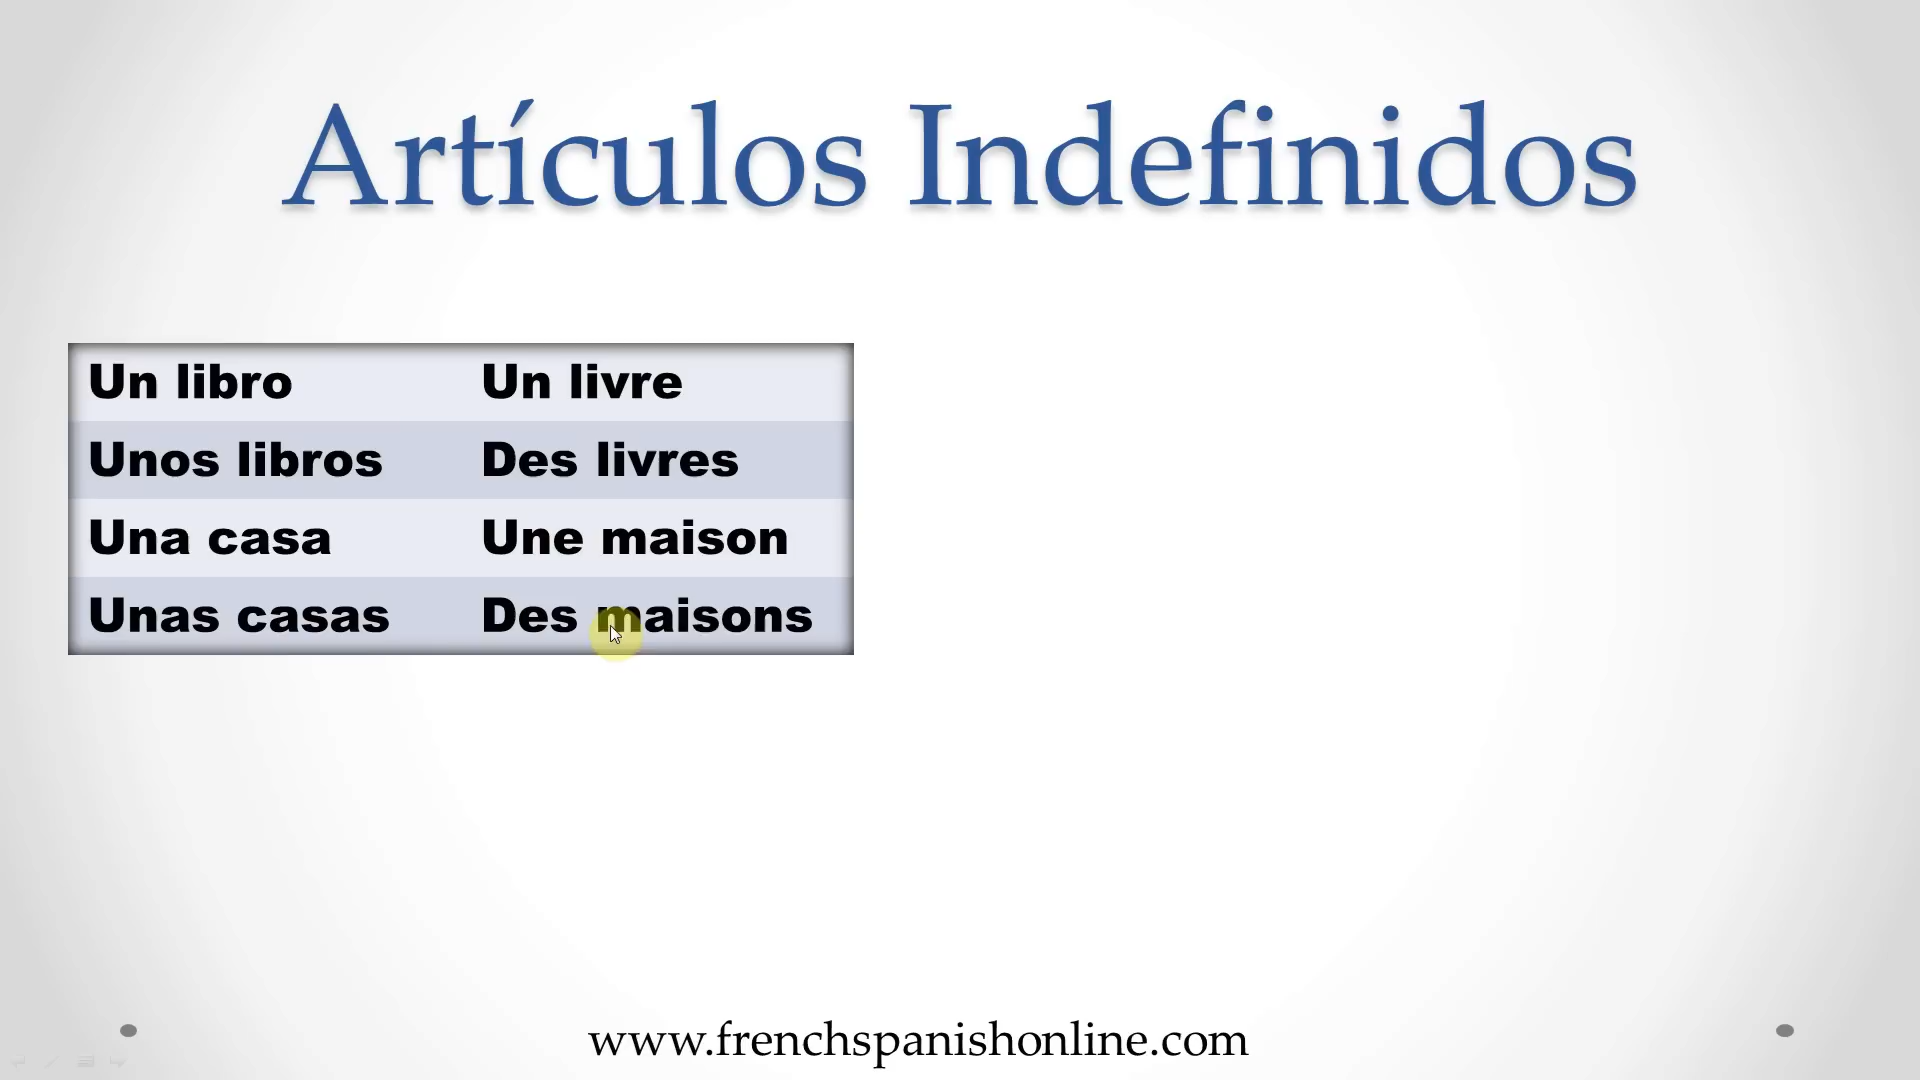 Artículos Indefinidos
Un libro Un livre
Unos libros Des livres
Una casa Une maison
Unas casas Des maisons
www.frenchspanishonline.com